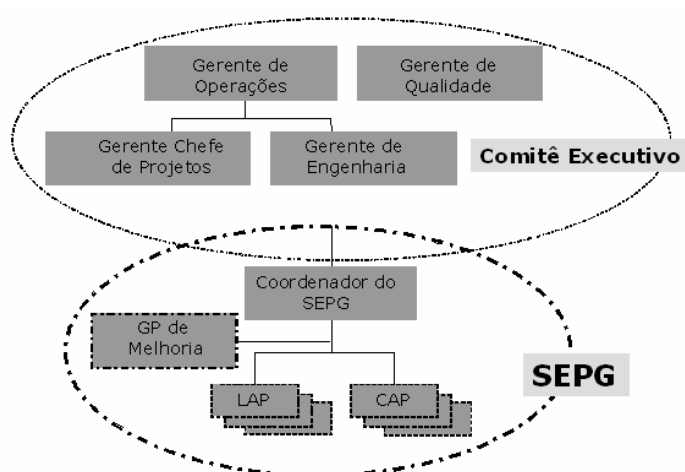 Gerente de
Operações
Gerente de
Qualidade
Gerente Chefe
de Projetos
Gerente de
Engenharia
Comitê Executivo
Coordenador do
SEPG
GP de
Melhoria
SEPG
LAP
CAP